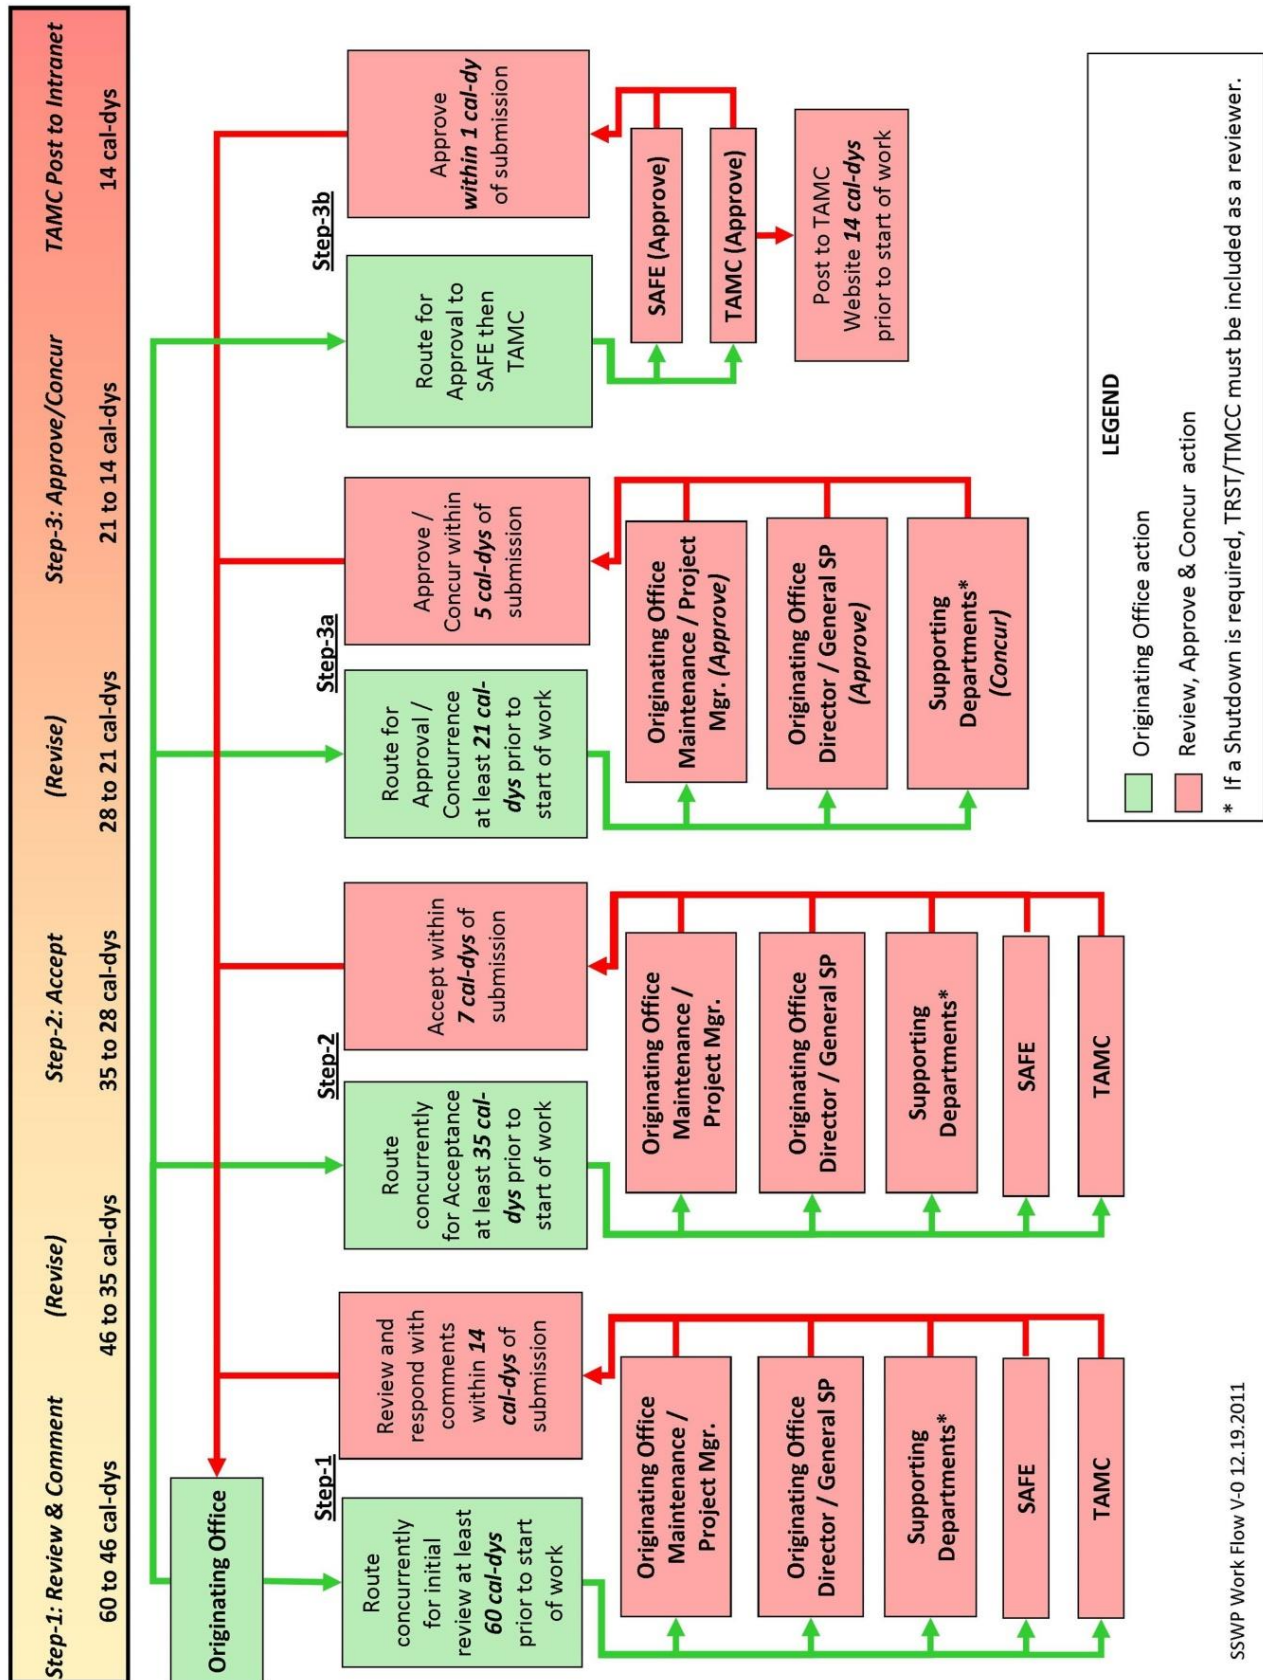 Step-1: Review & Comment
(Revise)
Step-2: Accept
(Revise)
Step-3: Approve/Concur
TAMC Post to Intranet
60 to 46 cal-dys
46 to 35 cal-dys
35 to 28 cal-dys
28 to 21 cal-dys
21 to 14 cal-dys
14 cal-dys
Originating Office
Step-1
Route
concurrently
for initial
review at least
60 cal-dys
prior to start
of work
Review and
respond with
comments
within 14
cal-dys of
submission
Originating Office
Maintenance /
Project Mgr.
Originating Office
Director / General SP
Supporting
Departments*
SAFE
TAMC
Step-2
Route
concurrently
for Acceptance
at least 35 cal-
dys prior to
start of work
Accept within
7 cal-dys of
submission
Originating Office
Maintenance /
Project Mgr.
Originating Office
Director / General SP
Supporting
Departments*
SAFE
TAMC
Step-3a
Route for
Approval /
Concurrence
at least 21 cal-
dys prior to
start of work
Approve /
Concur within
5 cal-dys of
submission
Originating Office
Maintenance / Project
Mgr. (Approve)
Originating Office
Director / General SP
(Approve)
Supporting
Departments*
(Concur)
Step-3b
Route for
Approval to
SAFE then
TAMC
Approve
within 1 cal-dy
of submission
SAFE (Approve)
TAMC (Approve)
Post to TAMC
Website 14 cal-dys
prior to start of work
LEGEND
Originating Office action
Review, Approve & Concur action
* If a Shutdown is required, TRST/TMCC must be included as a reviewer.
SSWP Work Flow V-0 12.19.2011